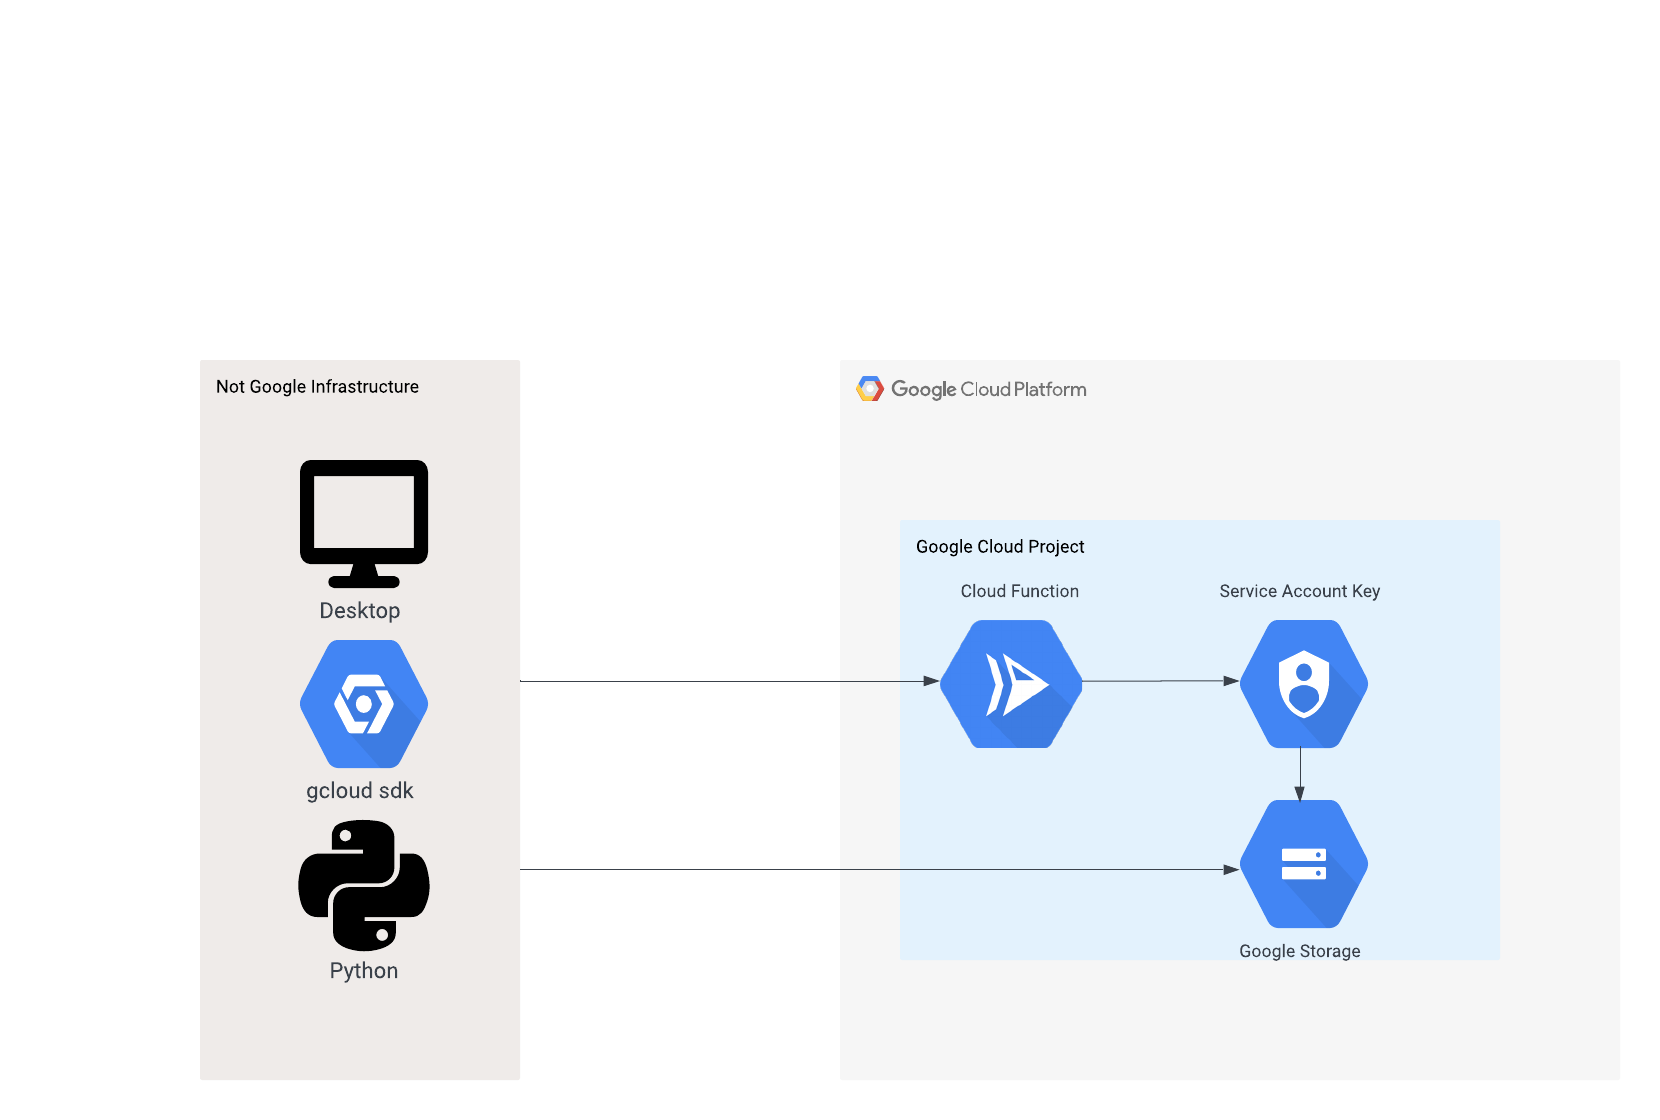 Not Google Infrastructure
Desktop
gcloud sdk
Python
Google Cloud Platform
Google Cloud Project
Cloud Function
Service Account Key
Google Storage